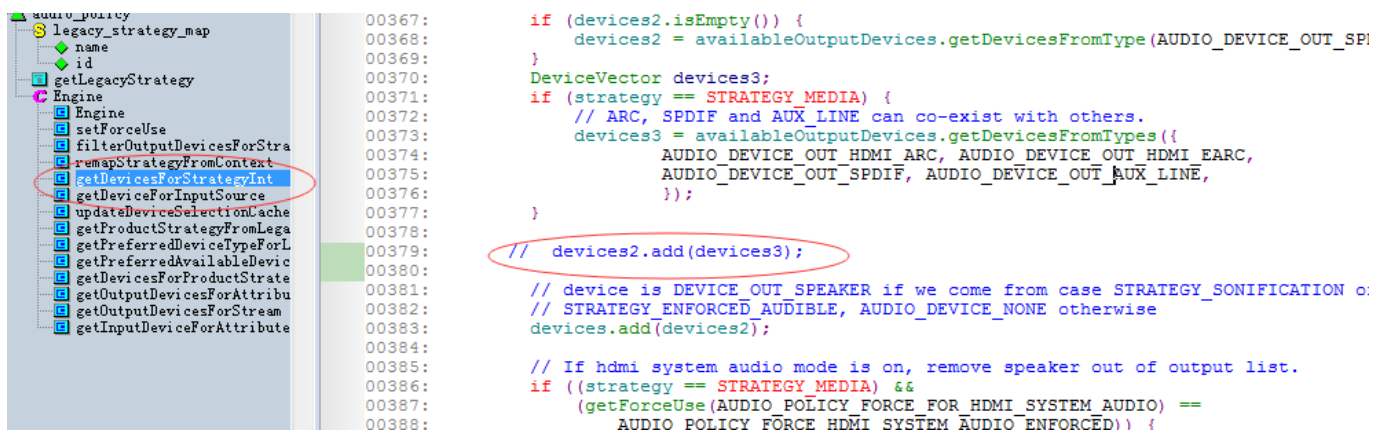 audio_policy
legacy_strategy_map
name
id
getLegacyStrategy
Engine
Engine
setForceUse
filterOutputDevicesForStra
remapStrategyFromContext
getDevicesForStrategyInt
getDeviceForInputSource
updateDeviceSelectionCache
getProductStrategyFromLega
getPreferredDeviceTypeForL
getPreferredAvailableDevic
getDevicesForProductStrate
getOutputDevicesForAttribu
getOutputDevicesForStream
getInputDeviceForAttribute
00367: if (devices2.isEmpty()) {
00368: devices2 = availableOutputDevices.getDevicesFromType(AUDIO_DEVICE_OUT_SP
00369: }
00370: DeviceVector devices3;
00371: if (strategy == STRATEGY_MEDIA) {
00372: // ARC, SPDIF and AUX_LINE can co-exist with others.
00373: devices3 = availableOutputDevices.getDevicesFromTypes({
00374: AUDIO_DEVICE_OUT_HDMI_ARC, AUDIO_DEVICE_OUT_HDMI_EARC,
00375: AUDIO_DEVICE_OUT_SPDIF, AUDIO_DEVICE_OUT_AUX_LINE,
00376: });
00377: }
00378:
00379: // devices2.add(devices3);
00380:
00381: // device is DEVICE_OUT_SPEAKER if we come from case STRATEGY_SONIFICATION o
00382: // STRATEGY_ENFORCED_AUDIBLE, AUDIO_DEVICE_NONE otherwise
00383: devices.add(devices2);
00384:
00385: // If hdmi system audio mode is on, remove speaker out of output list.
00386: if ((strategy == STRATEGY_MEDIA) &&
00387: (getForceUse(AUDIO_POLICY_FORCE_FOR_HDMI_SYSTEM_AUDIO) ==
00388: AUDIO_POLICY_FORCE_HDMI_SYSTEM_AUDIO_ENFORCED)) {